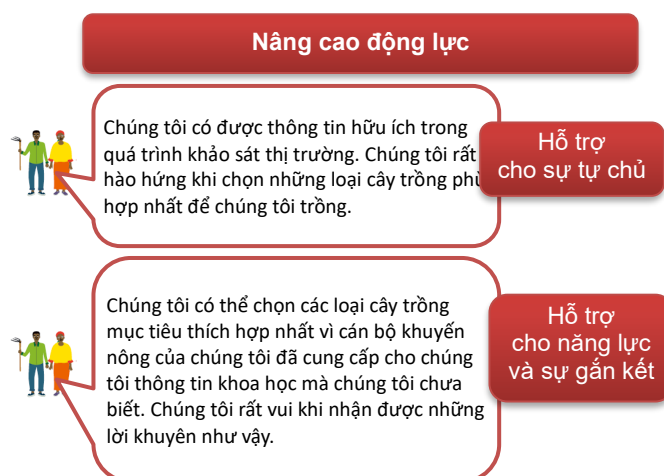 Nâng cao động lực
Chúng tôi có được thông tin hữu ích trong
quá trình khảo sát thị trường. Chúng tôi rất
hào hứng khi chọn những loại cây trồng phù
hợp nhất để chúng tôi trồng.
Hỗ trợ
cho sự tự chủ
Chúng tôi có thể chọn các loại cây trồng
mục tiêu thích hợp nhất vì cán bộ khuyến
nông của chúng tôi đã cung cấp cho chúng
tôi thông tin khoa học mà chúng tôi chưa
biết. Chúng tôi rất vui khi nhận được những
lời khuyên như vậy.
Hỗ trợ
cho năng lực
và sự gắn kết